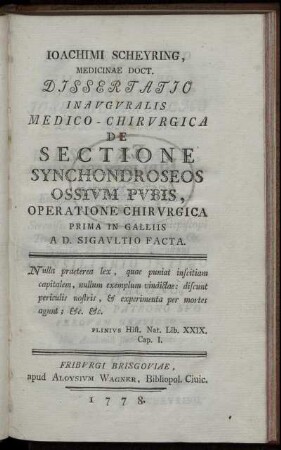 IOACHIMI SCHEYRING,
MEDICINAE DOCT.
DISSERTATIO
INAVGVRALIS
MEDICO-CHIRVRGICA
DE
SECTIONE
SYNCHONDROSEOS
OSSIVM PVBIS,
OPERATIONE CHIRVRGICA
PRIMA IN GALLIIS
A D. SIGAVLTIO FACTA.
Nulla praeterea lex, quae puniat inscitiam
capitalem, nullum exemplum vindictae: discunt
periculis nostris, & experimenta per mortes
agunt; &c. &c.
PLINIVS Hist. Nat. Lib. XXIX.
Cap. I.
FRIBVRGI BRISGOVIAE,
apud ALOYSIVM WAGNER, Bibliopol. Ciuic.
1778.